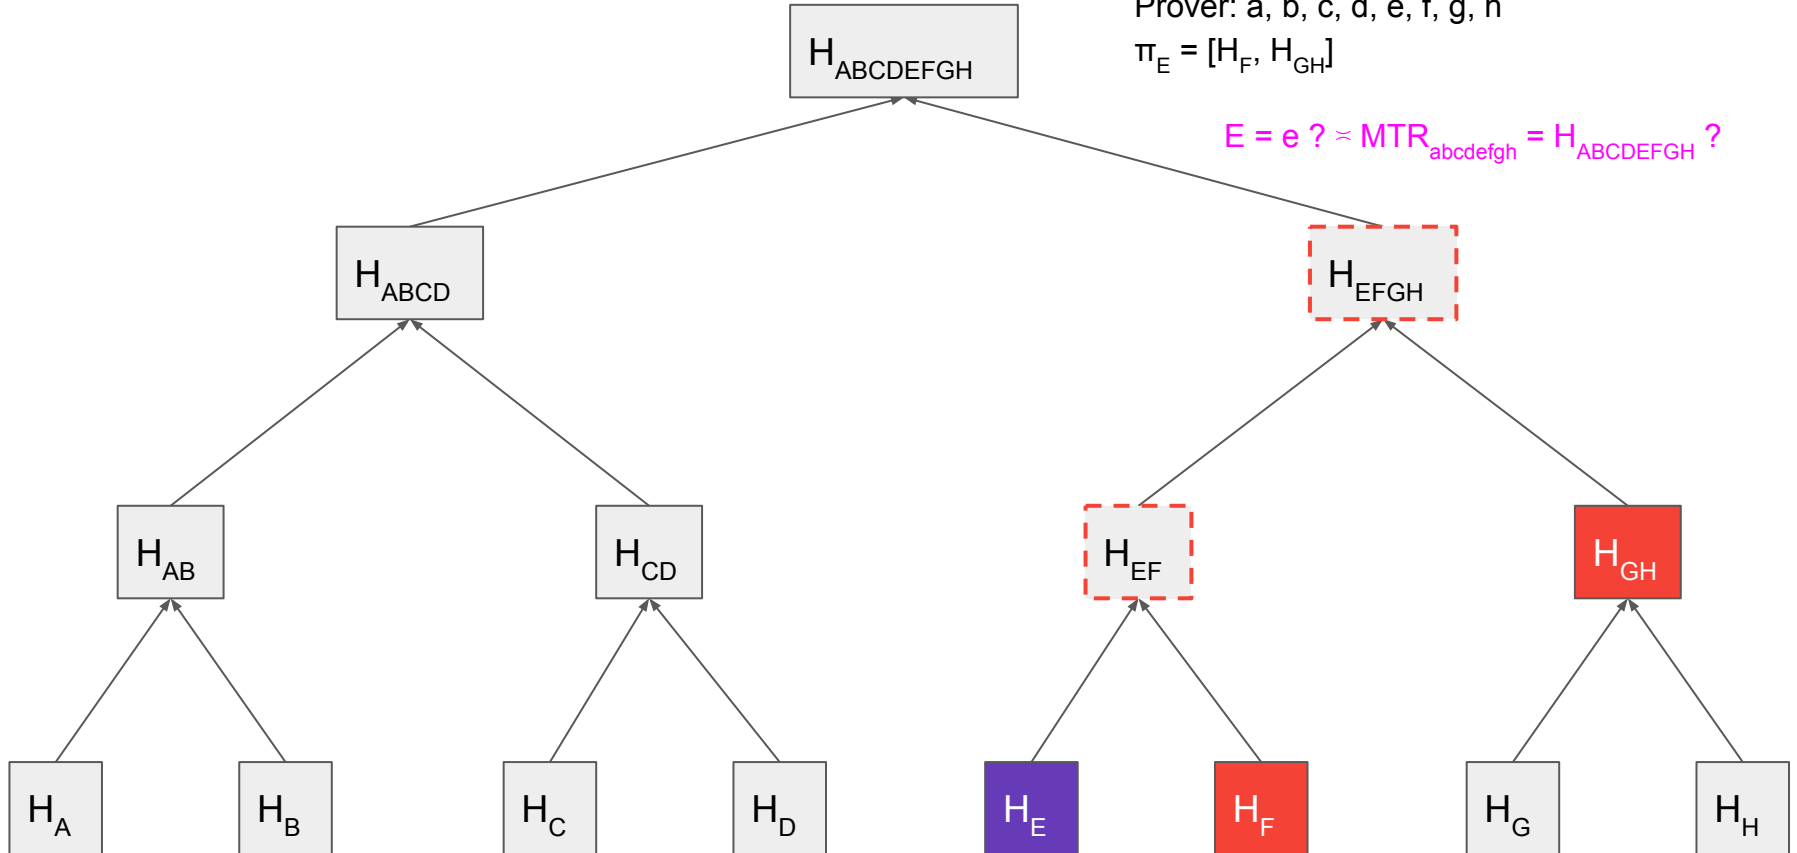 Prover: a, b, c, d, e, f, g, h
π_E = [H_F, H_GH]
H_ABCDEFGH
E = e ? ≍ MTR_abcdefgh = H_ABCDEFGH ?
H_ABCD
H_EFGH
H_AB
H_CD
H_EF
H_GH
H_A
H_B
H_C
H_D
H_E
H_F
H_G
H_H